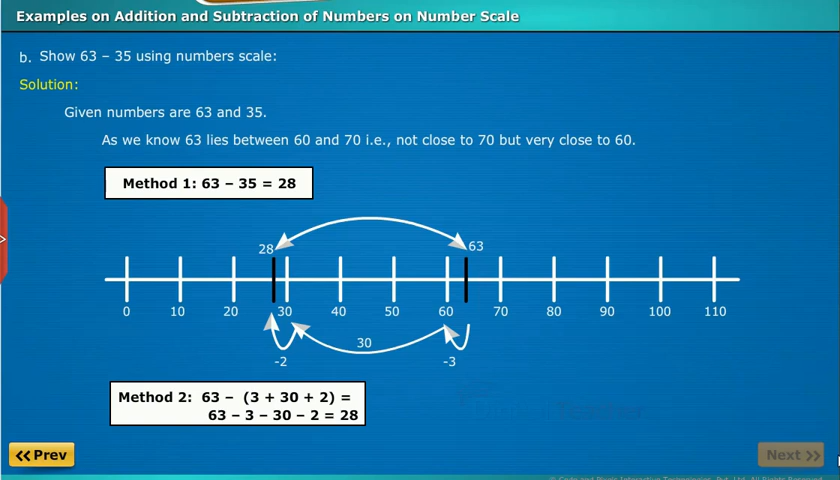 Examples on Addition and Subtraction of Numbers on Number Scale
b. Show 63 – 35 using numbers scale:
Solution:
Given numbers are 63 and 35.
As we know 63 lies between 60 and 70 i.e., not close to 70 but very close to 60.
Method 1: 63 – 35 = 28
28 63
0 10 20 30 40 50 60 70 80 90 100 110
30
-2 -3
Method 2: 63 – (3 + 30 + 2) =
63 – 3 – 30 – 2 = 28
Prev Next